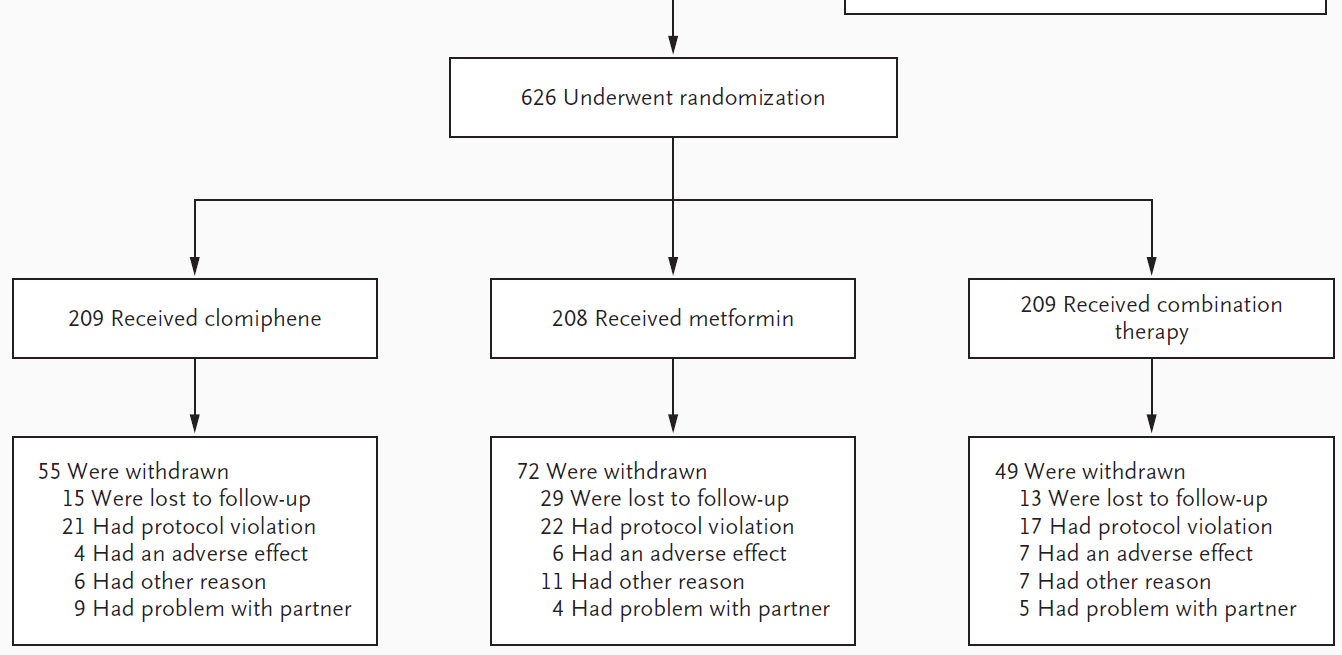 626 Underwent randomization
209 Received clomiphene
208 Received metformin
209 Received combination
therapy
55 Were withdrawn
15 Were lost to follow-up
21 Had protocol violation
4 Had an adverse effect
6 Had other reason
9 Had problem with partner
72 Were withdrawn
29 Were lost to follow-up
22 Had protocol violation
6 Had an adverse effect
11 Had other reason
4 Had problem with partner
49 Were withdrawn
13 Were lost to follow-up
17 Had protocol violation
7 Had an adverse effect
7 Had other reason
5 Had problem with partner